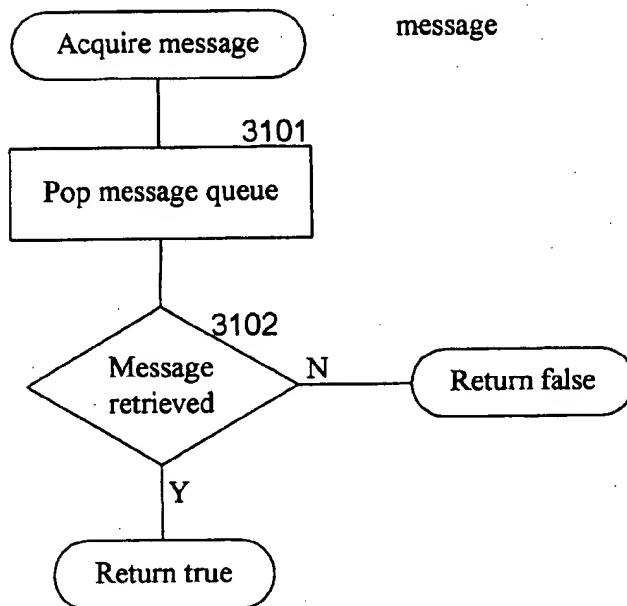 Acquire message
message
3101
Pop message queue
3102
Message
retrieved
N
Return false
Y
Return true